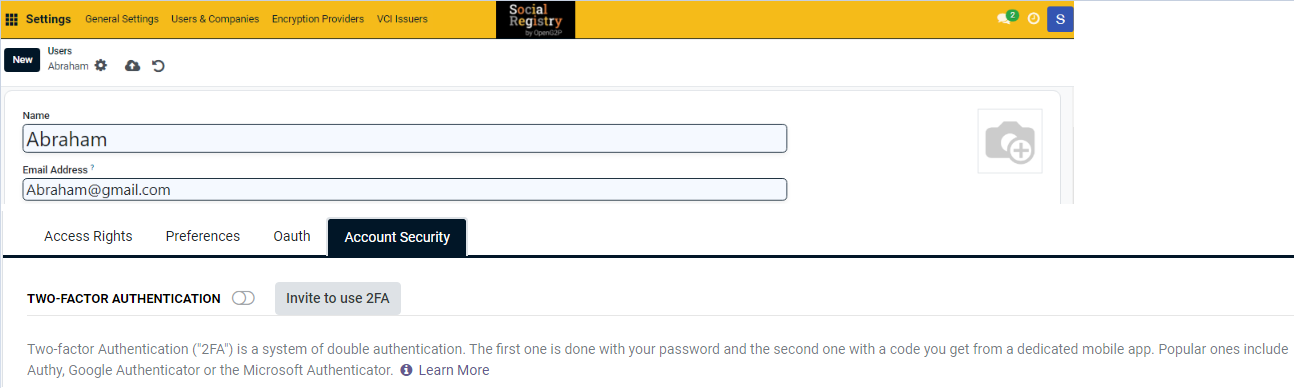 Settings General Settings Users & Companies Encryption Providers VCI Issuers
Social
Registry
by OpenG2P
2
S
New
Users
Abraham
Name
Abraham
Email Address ?
Abraham@gmail.com
Access Rights Preferences Oauth Account Security
TWO-FACTOR AUTHENTICATION Invite to use 2FA
Two-factor Authentication ("2FA") is a system of double authentication. The first one is done with your password and the second one with a code you get from a dedicated mobile app. Popular ones include
Authy, Google Authenticator or the Microsoft Authenticator. Learn More